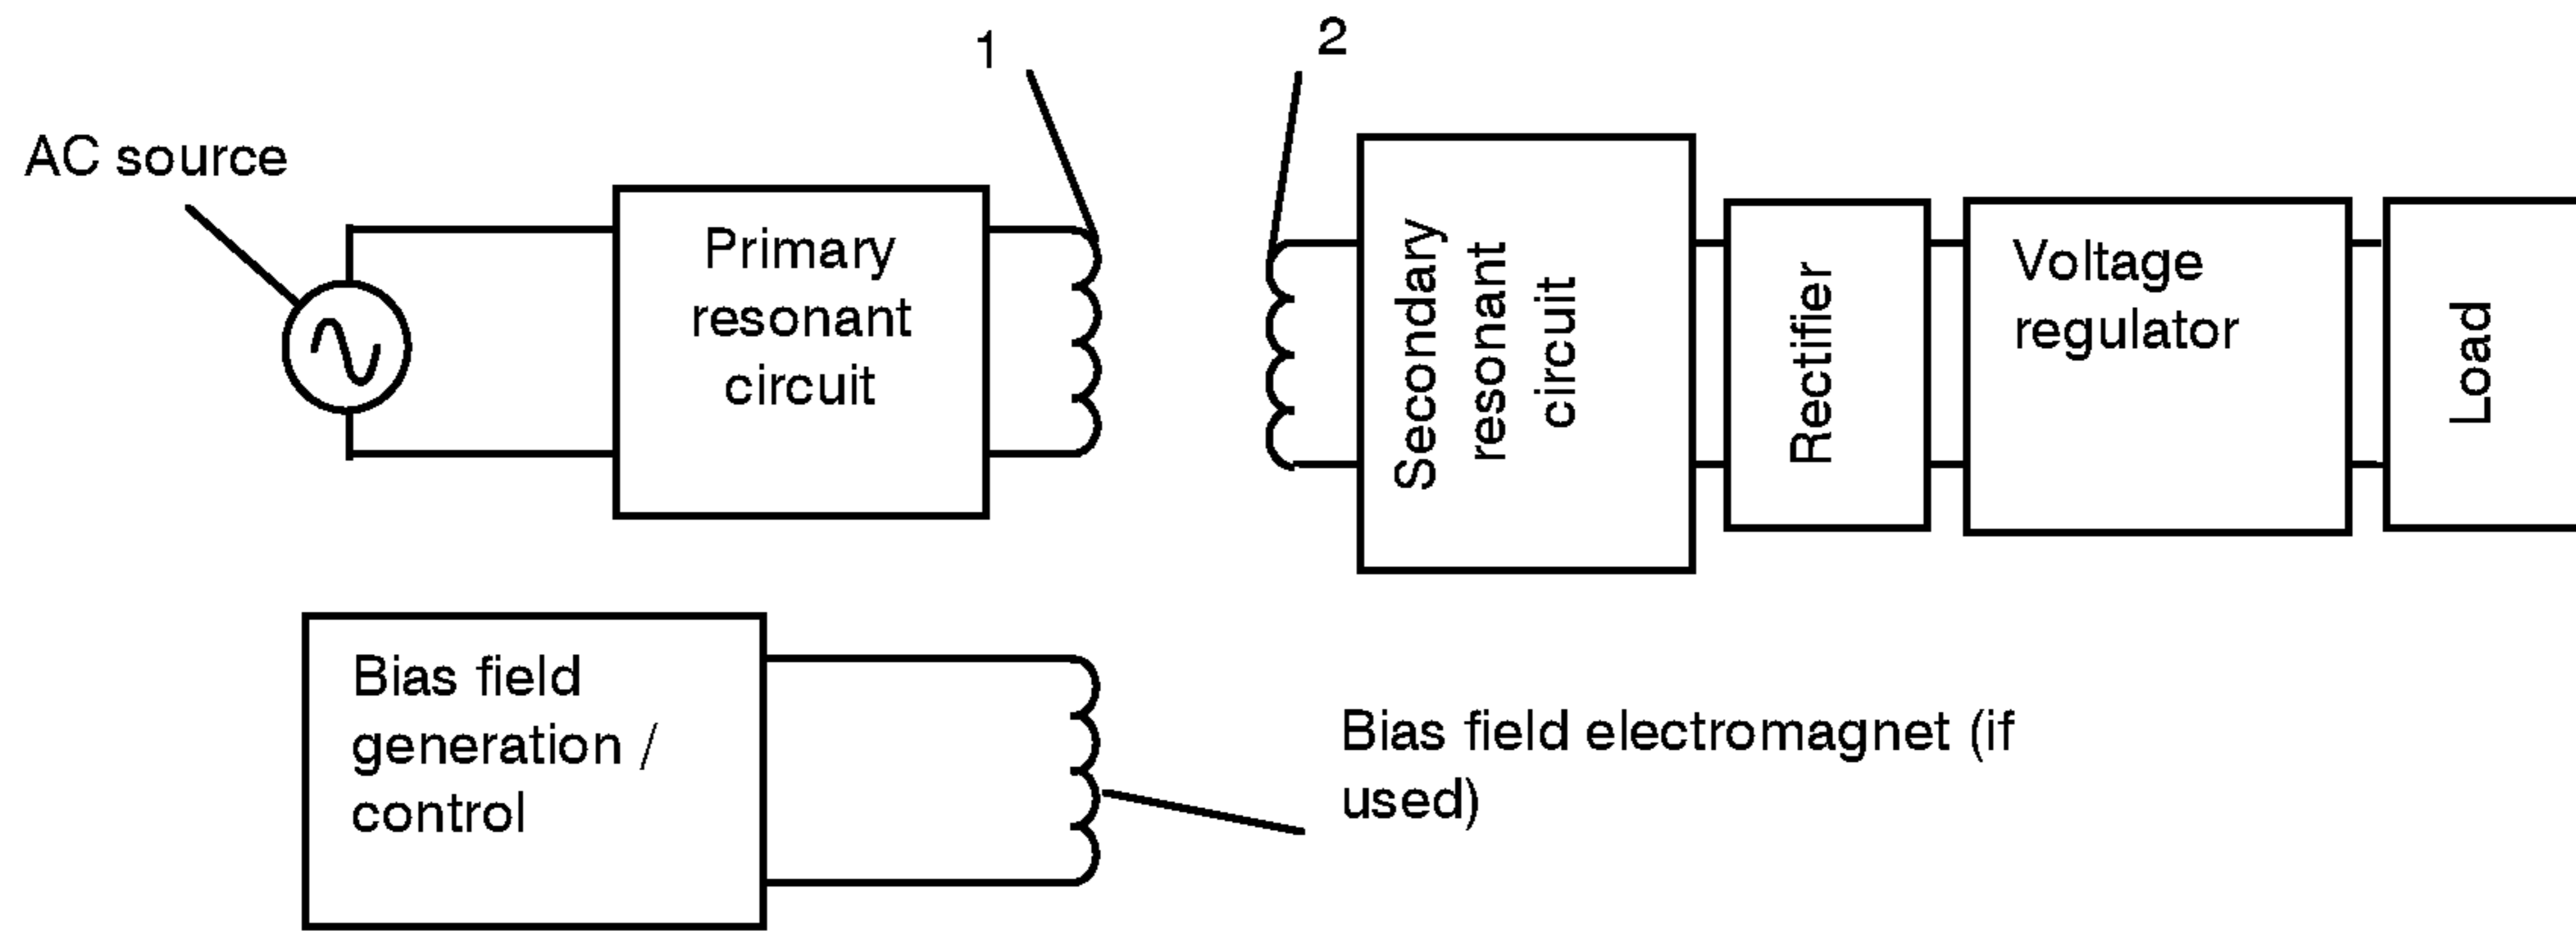 1
2
AC source
Primary
resonant
circuit
Secondary
resonant
circuit
Rectifier
Voltage
regulator
Load
Bias field
generation /
control
Bias field electromagnet (if
used)